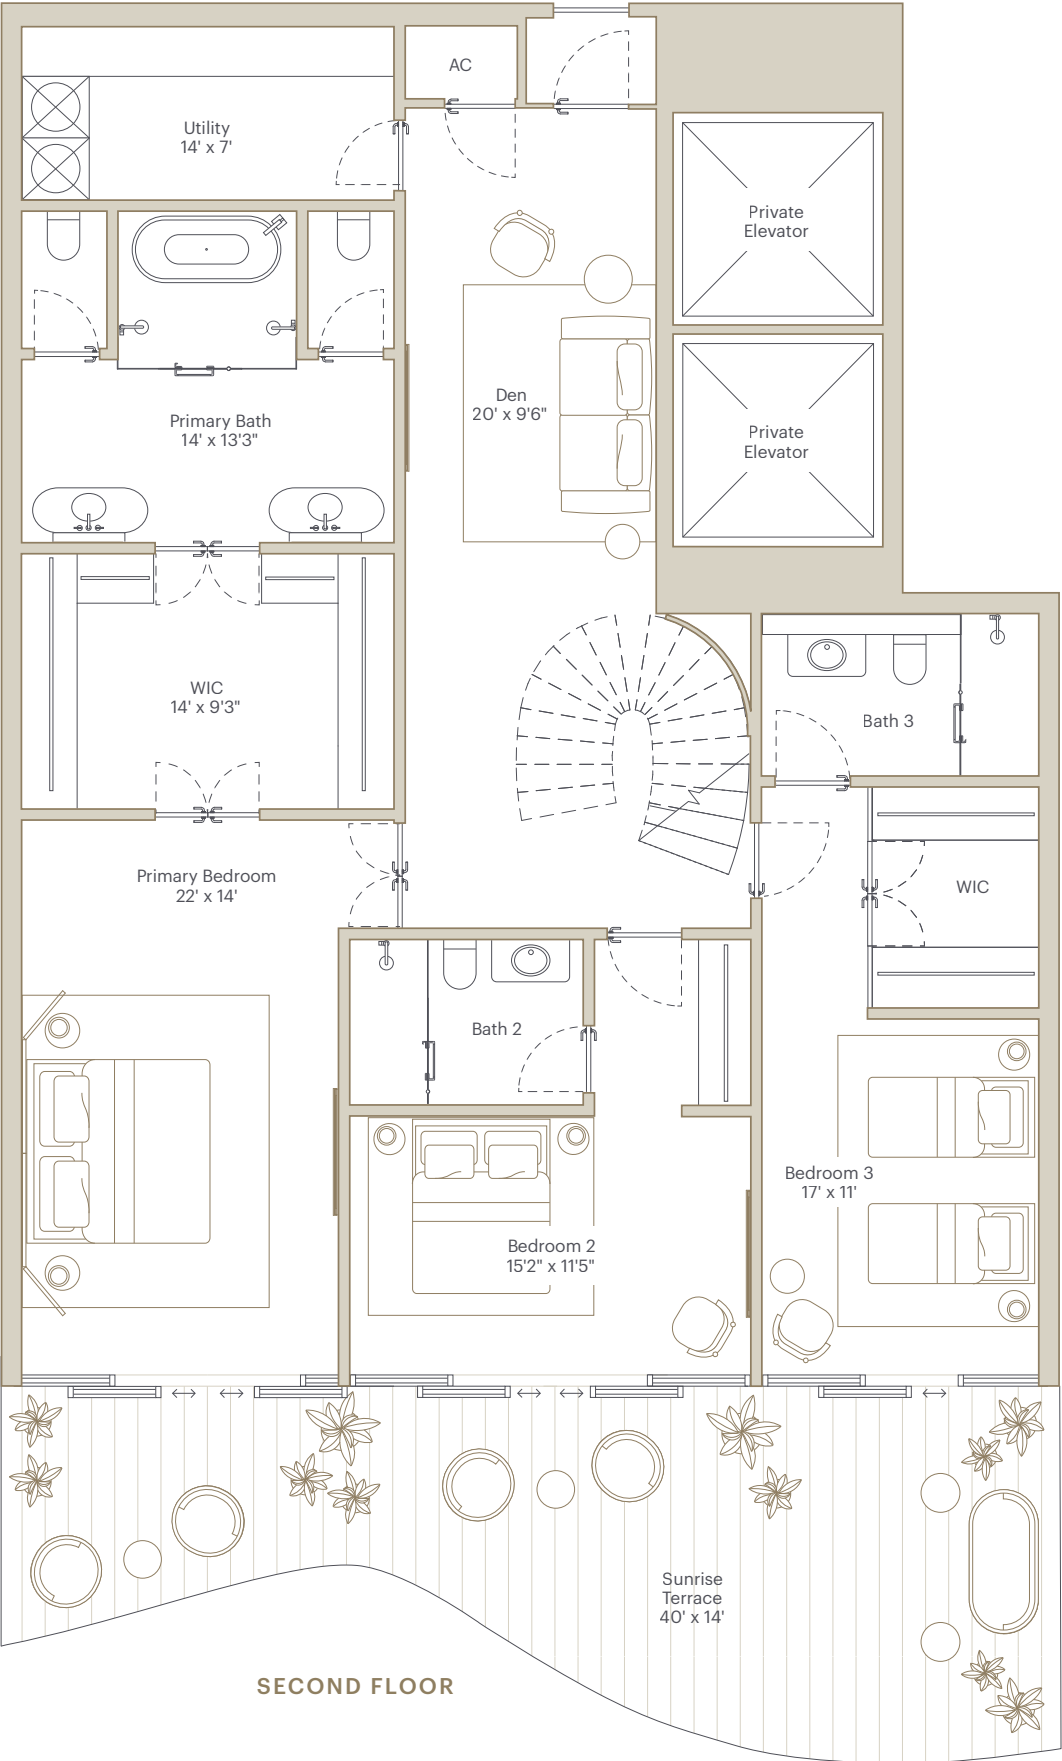 AC
Utility
14' x 7'
Private
Elevator
Den
20' x 9'6"
Primary Bath
14' x 13'3"
Private
Elevator
WIC
14' x 9'3"
Bath 3
Primary Bedroom
22' x 14'
WIC
Bath 2
Bedroom 3
17' x 11'
Bedroom 2
15'2" x 11'5"
Sunrise
Terrace
40' x 14'
SECOND FLOOR